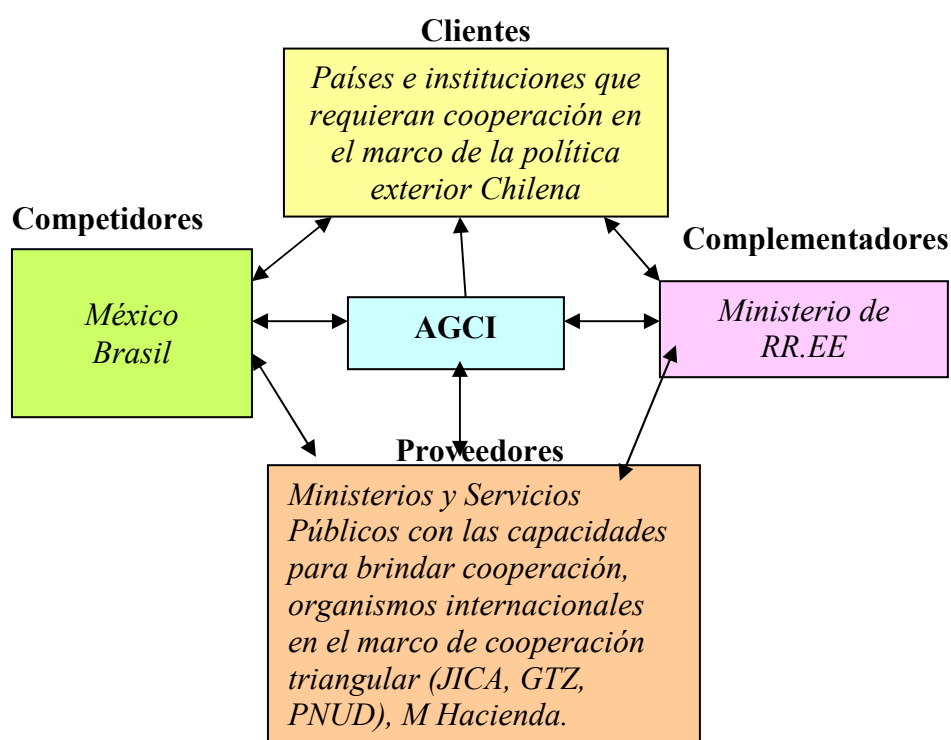 Clientes
Países e instituciones que
requieran cooperación en
el marco de la política
exterior Chilena
Competidores
México
Brasil
AGCI
Complementadores
Ministerio de
RR.EE
Proveedores
Ministerios y Servicios
Públicos con las capacidades
para brindar cooperación,
organismos internacionales
en el marco de cooperación
triangular (JICA, GTZ,
PNUD), M Hacienda.